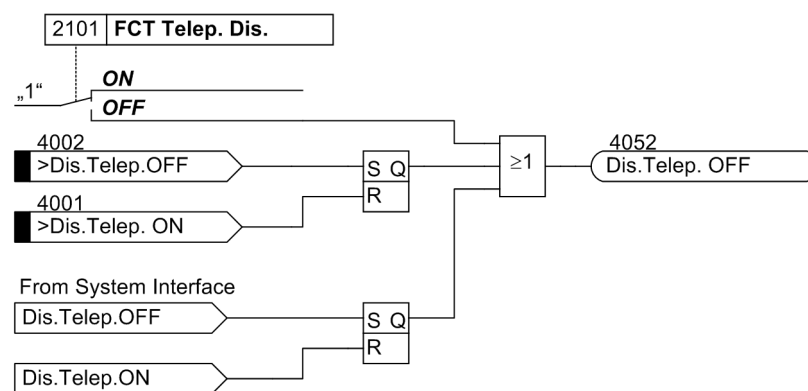 2101 FCT Telep. Dis.
ON
„1“
OFF
4002
>Dis.Telep.OFF
S Q
R
≥1
4052
Dis.Telep. OFF
4001
>Dis.Telep. ON
From System Interface
Dis.Telep.OFF
S Q
R
Dis.Telep.ON